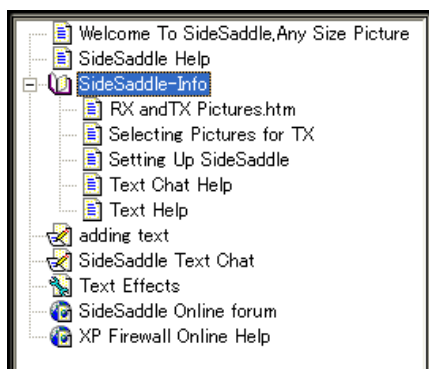 Welcome To SideSaddle,Any Size Picture
SideSaddle Help
SideSaddle-Info
RX andTX Pictures.htm
Selecting Pictures for TX
Setting Up SideSaddle
Text Chat Help
Text Help
adding text
SideSaddle Text Chat
Text Effects
SideSaddle Online forum
XP Firewall Online Help